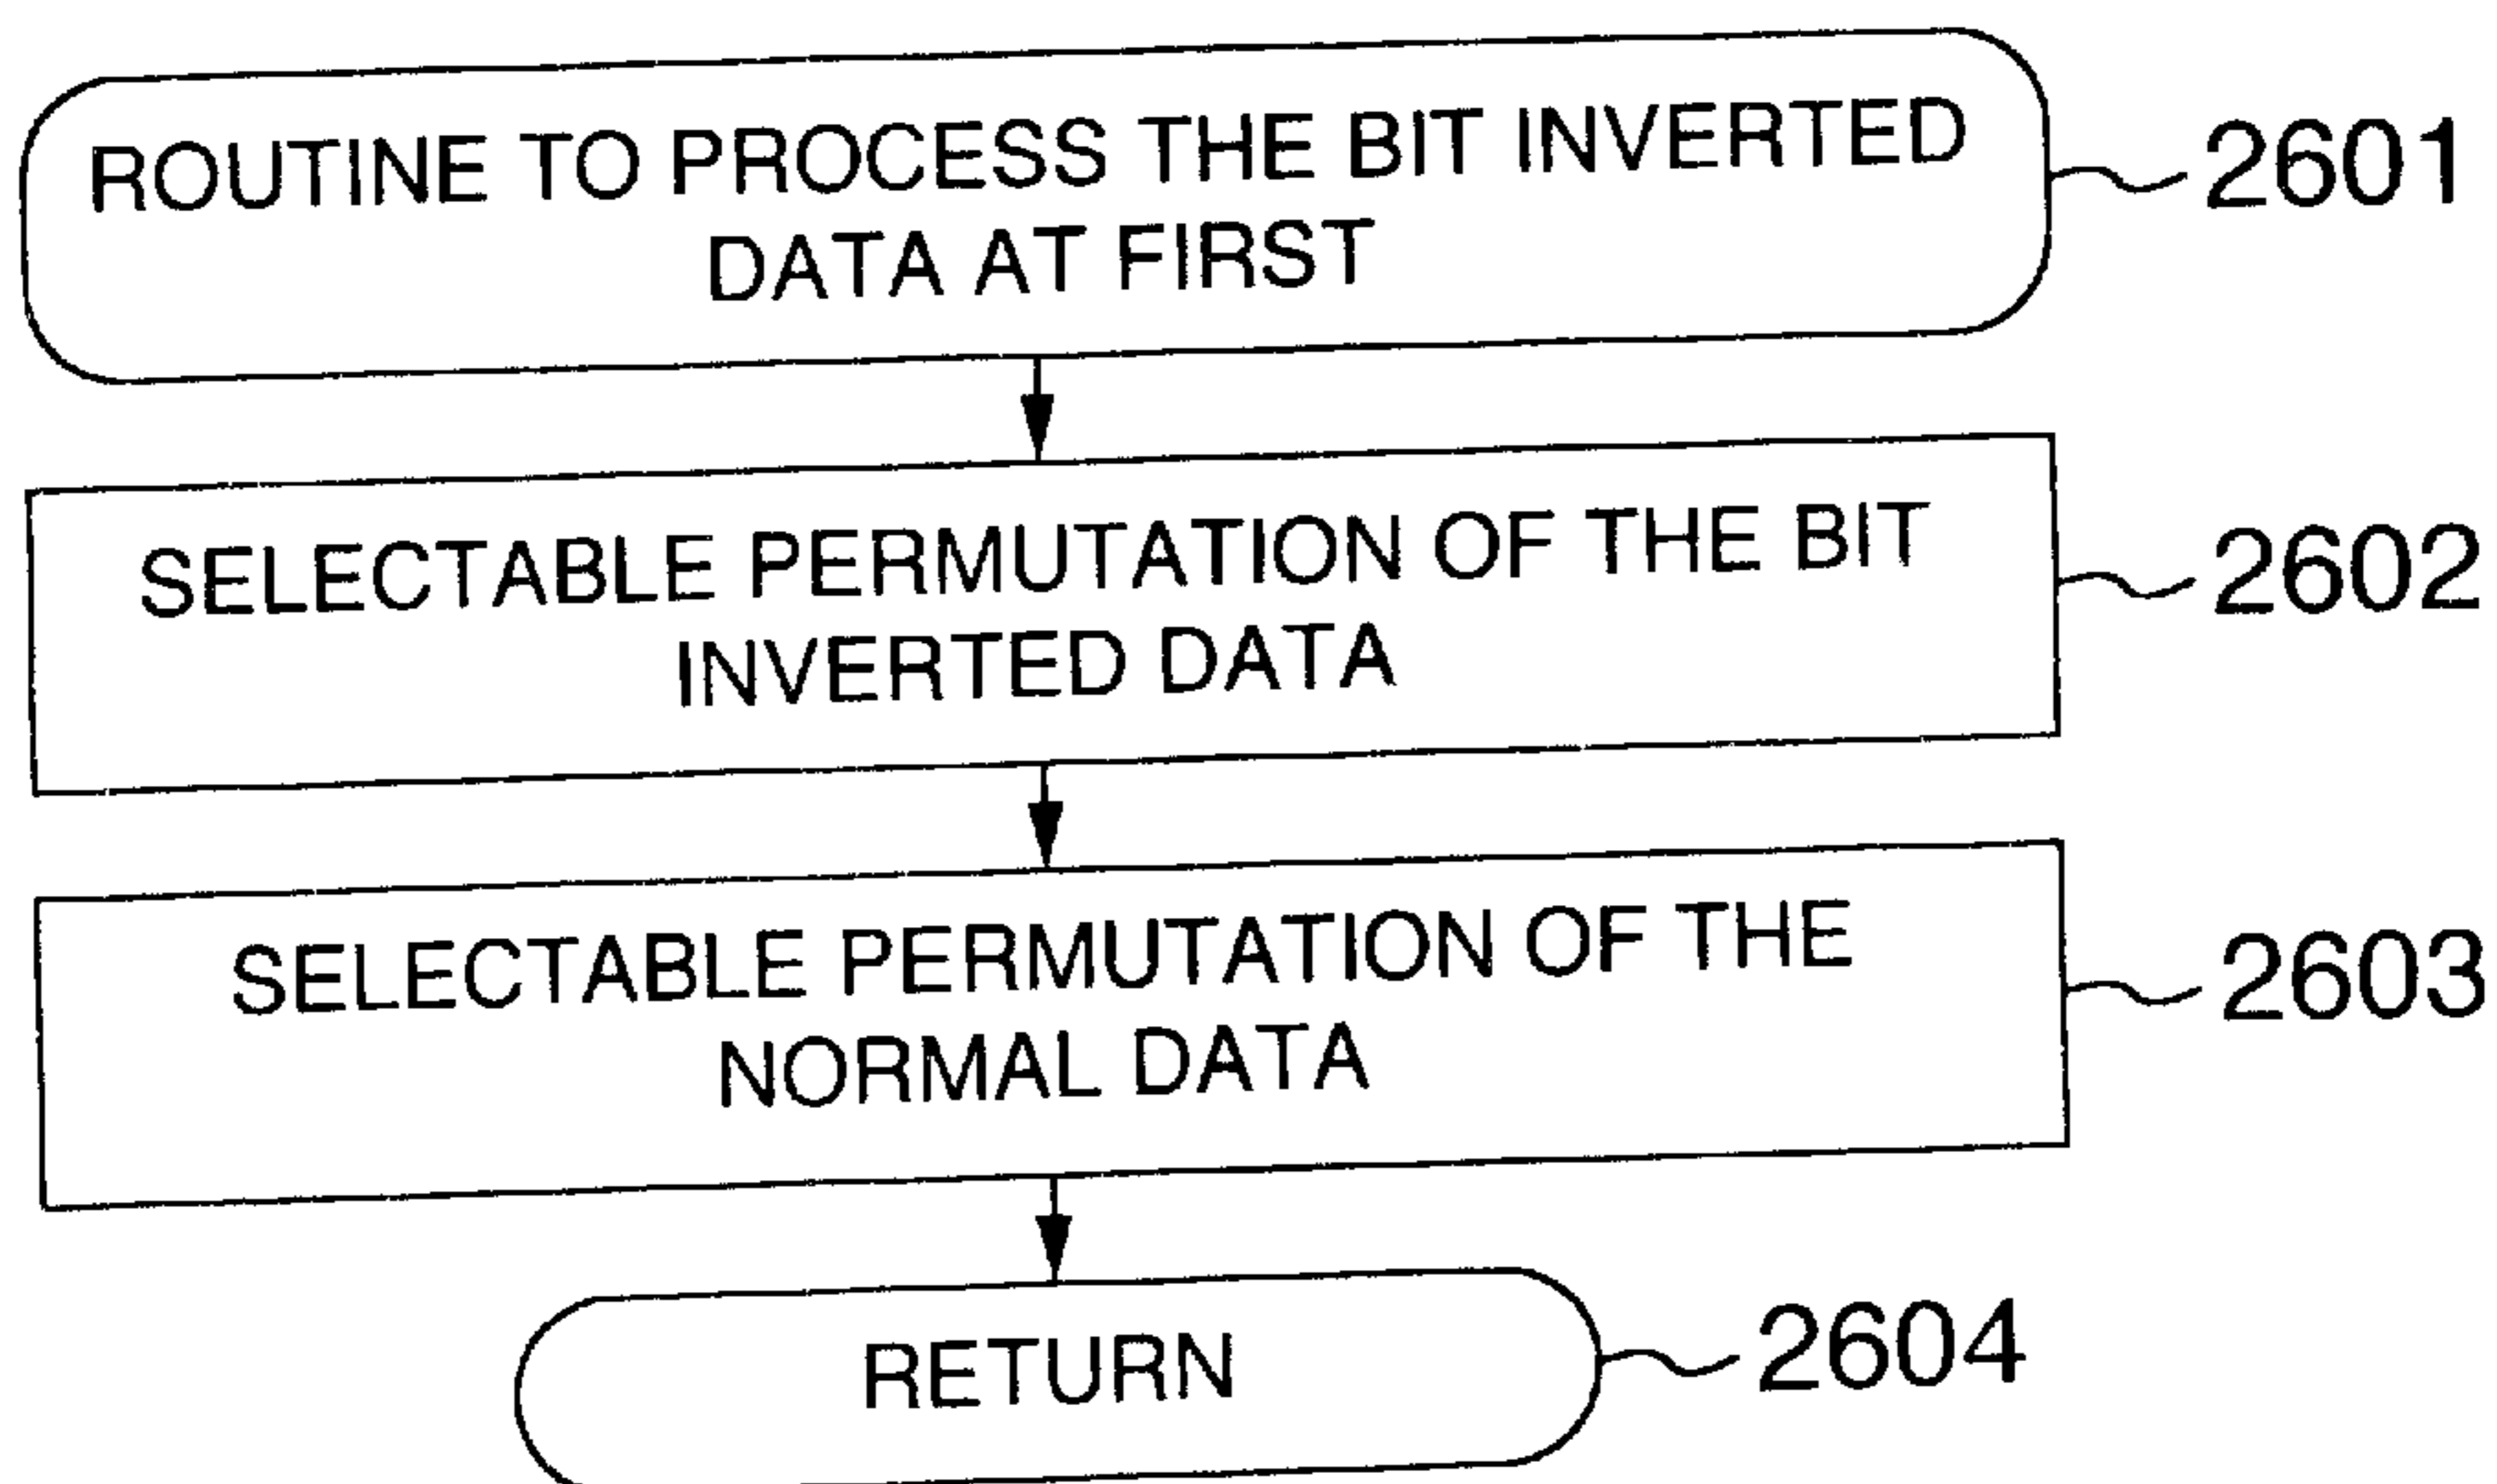 ROUTINE TO PROCESS THE BIT INVERTED
DATA AT FIRST
2601
SELECTABLE PERMUTATION OF THE BIT
INVERTED DATA
2602
SELECTABLE PERMUTATION OF THE
NORMAL DATA
2603
RETURN
2604